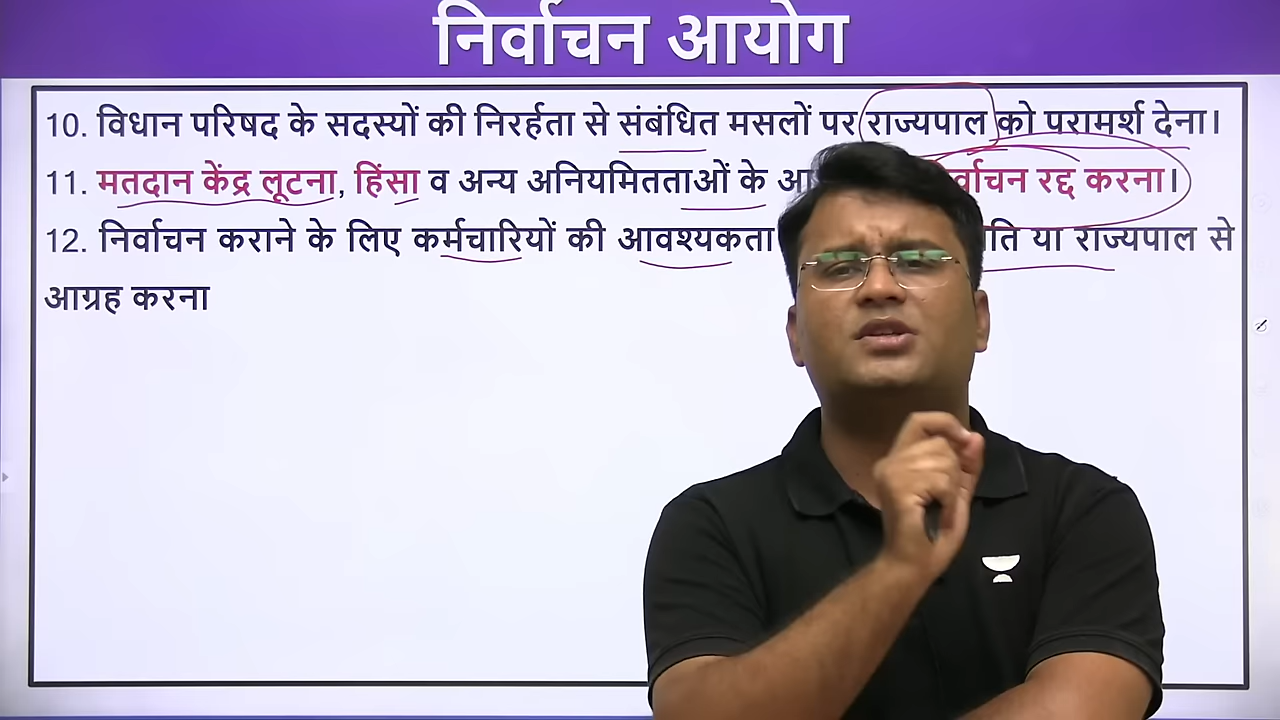 निर्वाचन आयोग
10. विधान परिषद के सदस्यों की निरर्हता से संबंधित मसलों पर राज्यपाल को परामर्श देना।
11. मतदान केंद्र लूटना, हिंसा व अन्य अनियमितताओं के रद्द करना।
12. निर्वाचन कराने के लिए कर्मचारियों की आवश्यकता या राज्यपाल से
आग्रह करना